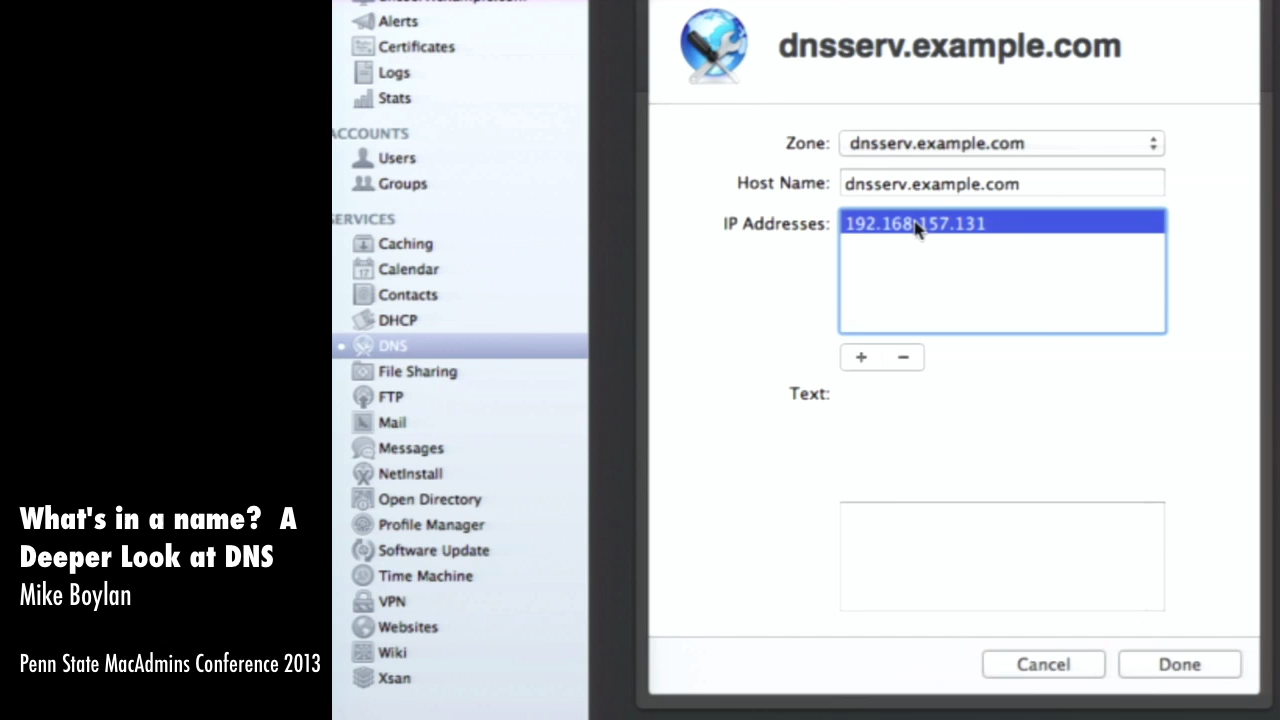 Alerts
Certificates
Logs
Stats
ACCOUNTS
Users
Groups
SERVICES
Caching
Calendar
Contacts
DHCP
DNS
File Sharing
FTP
Mail
Messages
NetInstall
Open Directory
Profile Manager
Software Update
Time Machine
VPN
Websites
Wiki
Xsan
dnsserv.example.com
Zone: dnsserv.example.com
Host Name: dnsserv.example.com
IP Addresses: 192.168.157.131
+ −
Text:
Cancel Done
What's in a name? A
Deeper Look at DNS
Mike Boylan
Penn State MacAdmins Conference 2013